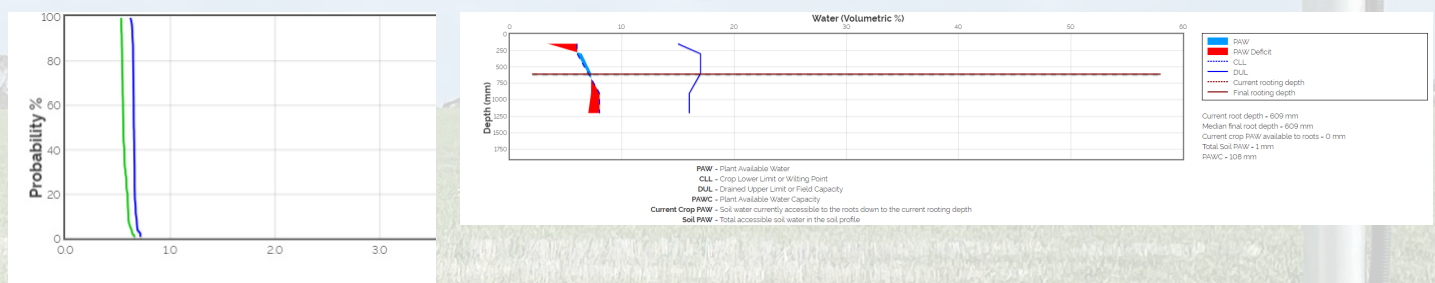 100
80
60
40
20
0
Probability %
0.0 1.0 2.0 3.0
Water (Volumetric %)
0 10 20 30 40 50 60
0
250
500
750
1000
1250
1500
1750
Depth (mm)
PAW
PAW Deficit
CLL
DUL
Current rooting depth
Final rooting depth
Current root depth = 609 mm
Median final root depth = 609 mm
Current crop PAW available to roots = 0 mm
Total Soil PAW = 1 mm
PAWC = 108 mm
PAW - Plant Available Water
CLL - Crop Lower Limit or Wilting Point
DUL - Drained Upper Limit or Field Capacity
PAWC - Plant Available Water Capacity
Current Crop PAW - Soil water currently accessible to the roots down to the current rooting depth
Soil PAW - Total accessible soil water in the soil profile